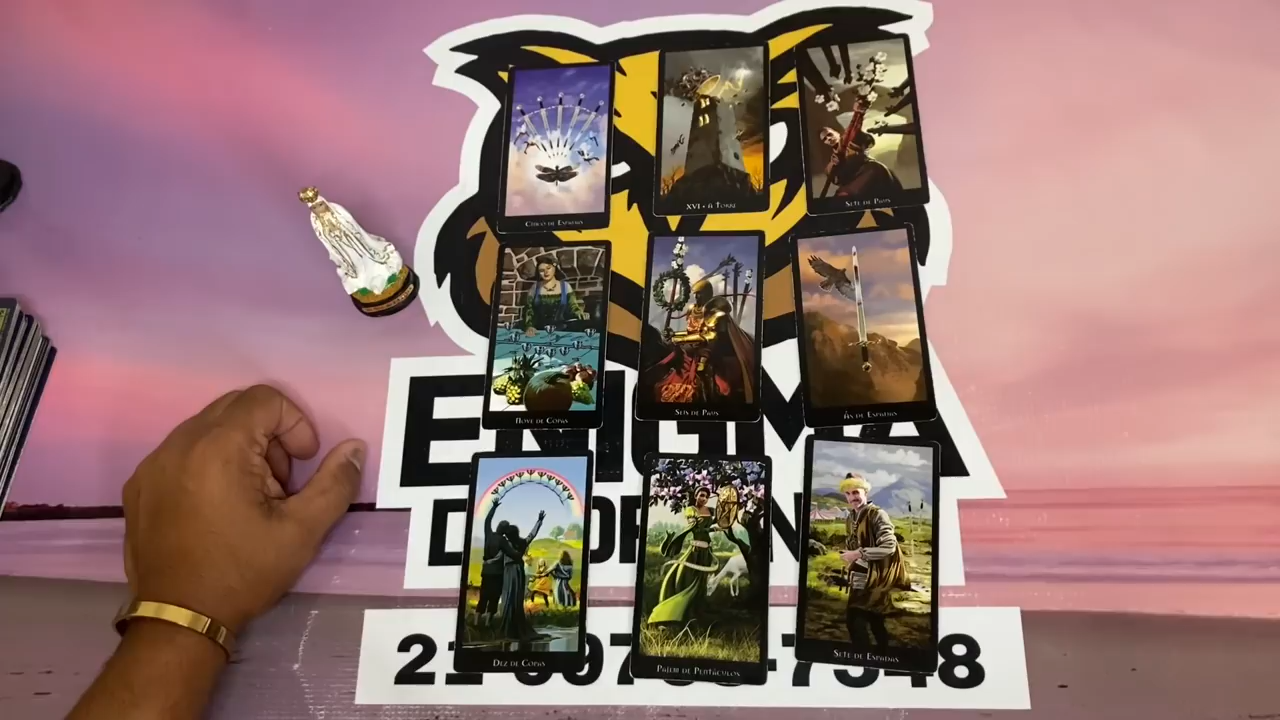 Cinco de Espadas
XVI • A Torre
Sete de Paus
Nove de Copas
Seis de Paus
Ás de Espadas
ENIGMA
Dez de Copas
Pajem de Pentáculos
Sete de Espadas